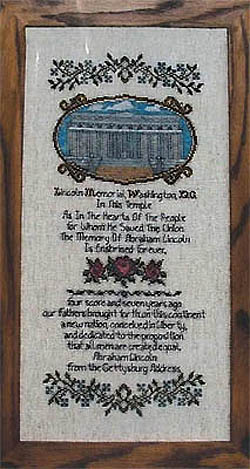 Lincoln Memorial, Washington, D.C.
In This Temple
As In The Hearts Of The People
for Whom He Saved The Union
The Memory Of Abraham Lincoln
Is Enshrined forever.
four score and seven years ago
our fathers brought forth on this continent
a new nation, conceived in Liberty,
and dedicated to the proposition
that all men are created equal.
Abraham Lincoln
from the Gettysburg Address